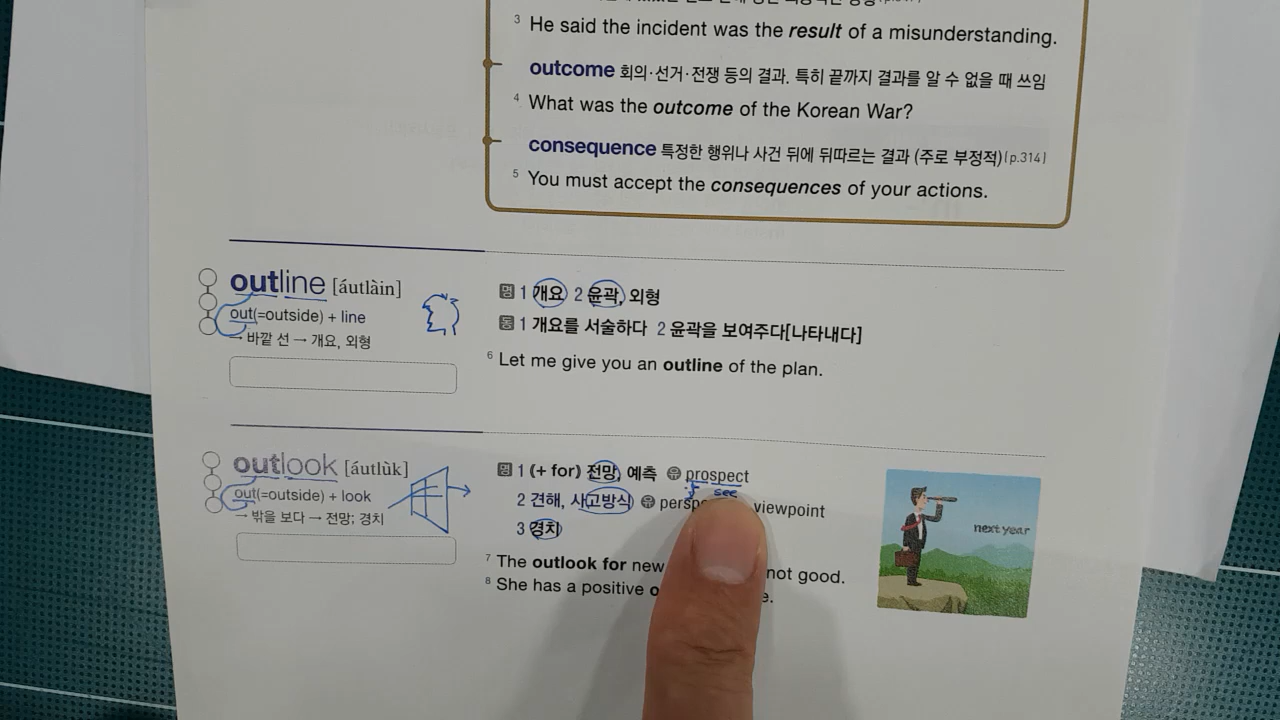 ³ He said the incident was the result of a misunderstanding.
outcome 회의·선거·전쟁 등의 결과. 특히 끝까지 결과를 알 수 없을 때 쓰임
⁴ What was the outcome of the Korean War?
consequence 특정한 행위나 사건 뒤에 뒤따르는 결과 (주로 부정적) [p.314]
⁵ You must accept the consequences of your actions.
outline [áutlàin]
out(=outside) + line
→ 바깥 선 → 개요, 외형
명 1 개요 2 윤곽, 외형
동 1 개요를 서술하다 2 윤곽을 보여주다[나타내다]
⁶ Let me give you an outline of the plan.
outlook [áutlùk]
out(=outside) + look
→ 밖을 보다 → 전망; 경치
명 1 (+ for) 전망, 예측 유 prospect
see
2 견해, 사고방식 유 viewpoint
3 경치
⁷ The outlook for new not good.
⁸ She has a positive
next year